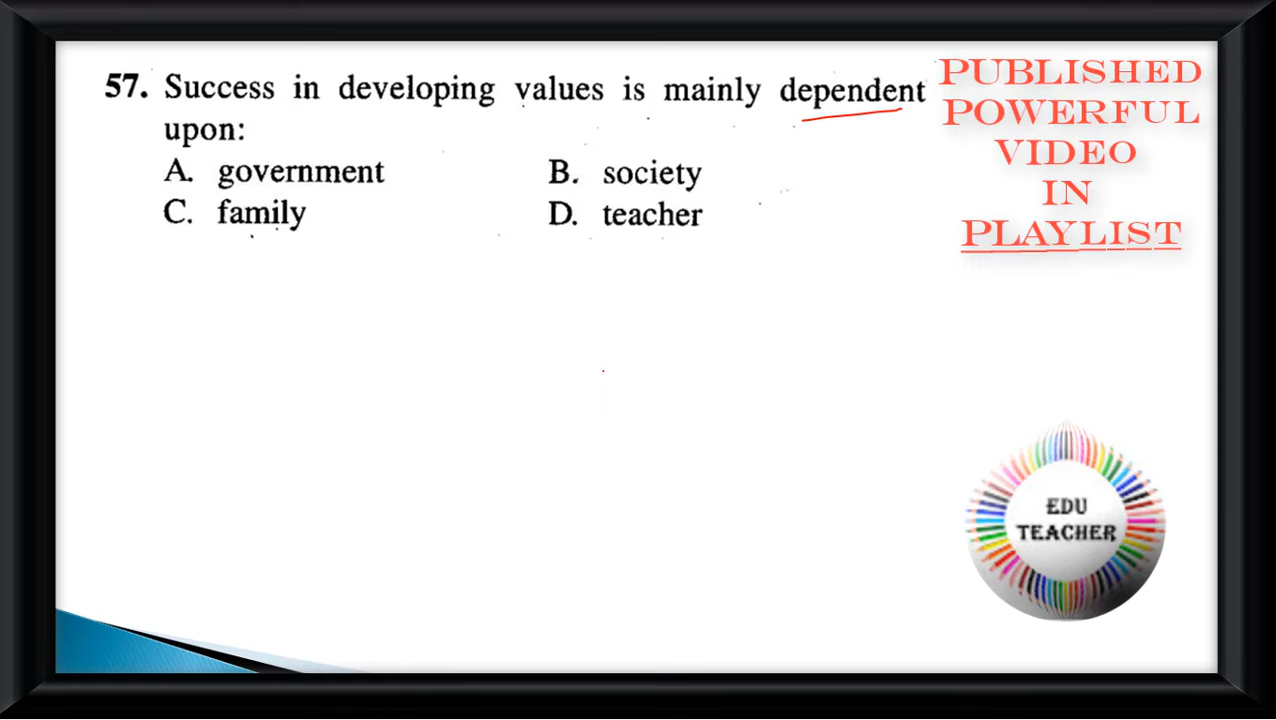 57. Success in developing values is mainly dependent
upon:
A. government B. society
C. family D. teacher
PUBLISHED
POWERFUL
VIDEO
IN
PLAYLIST
EDU
TEACHER